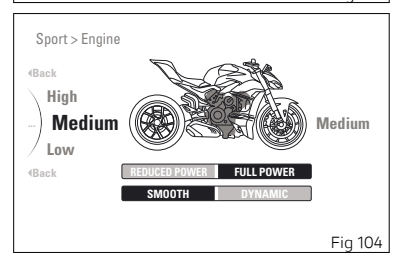 Sport > Engine
Back
High
Medium
Medium
Low
Back
REDUCED POWER FULL POWER
SMOOTH DYNAMIC
Fig 104